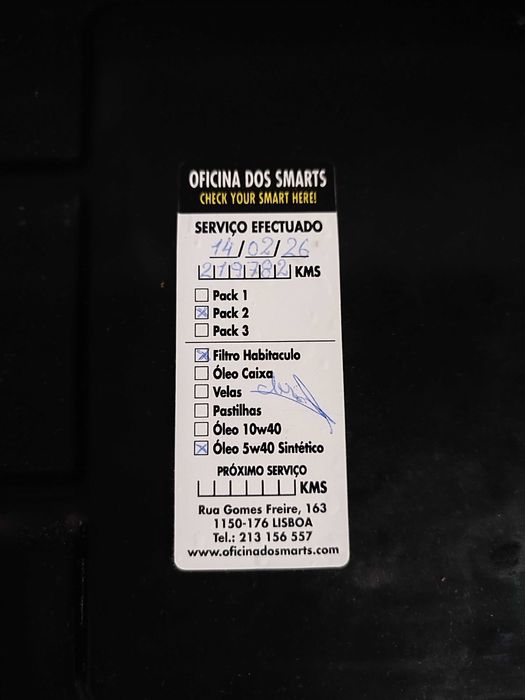 OFICINA DOS SMARTS
CHECK YOUR SMART HERE!
SERVIÇO EFECTUADO
14/02/26
219782 KMS
Pack 1
Pack 2
Pack 3
Filtro Habitaculo
Óleo Caixa
Velas
Pastilhas
Óleo 10w40
Óleo 5w40 Sintético
PRÓXIMO SERVIÇO
KMS
Rua Gomes Freire, 163
1150-176 LISBOA
Tel.: 213 156 557
www.oficinadosmarts.com